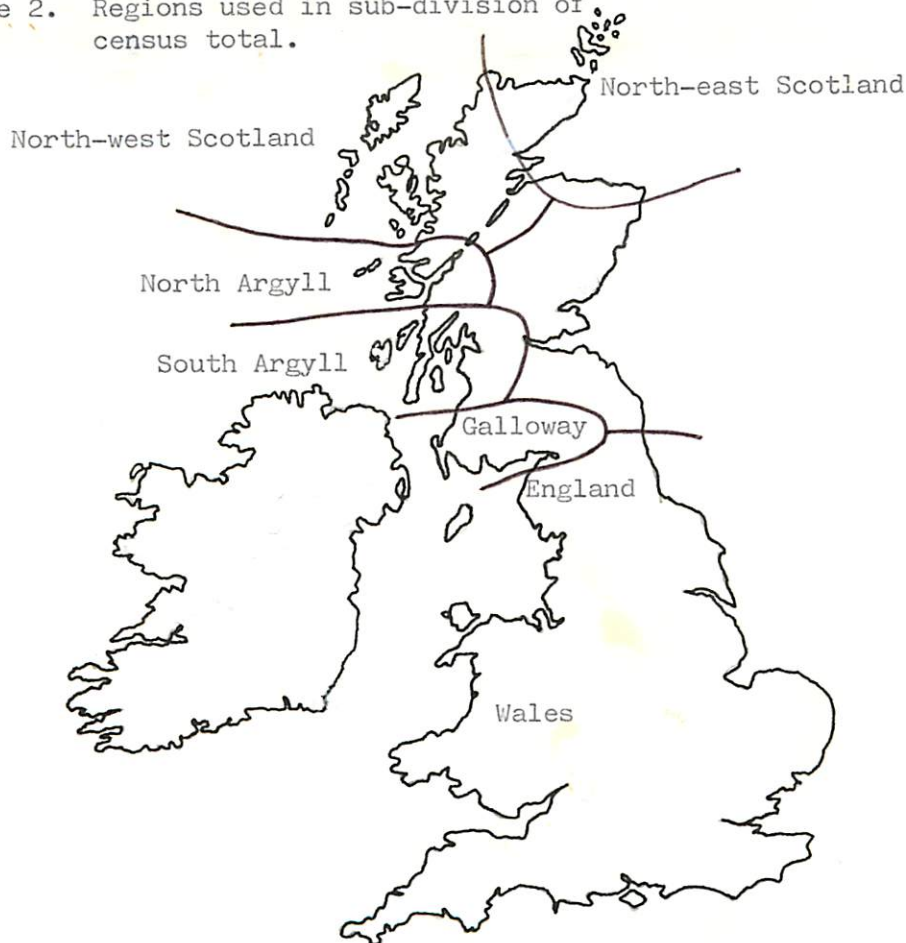 e 2. Regions used in sub-division of
census total.
North-east Scotland
North-west Scotland
North Argyll
South Argyll
Galloway
England
Wales